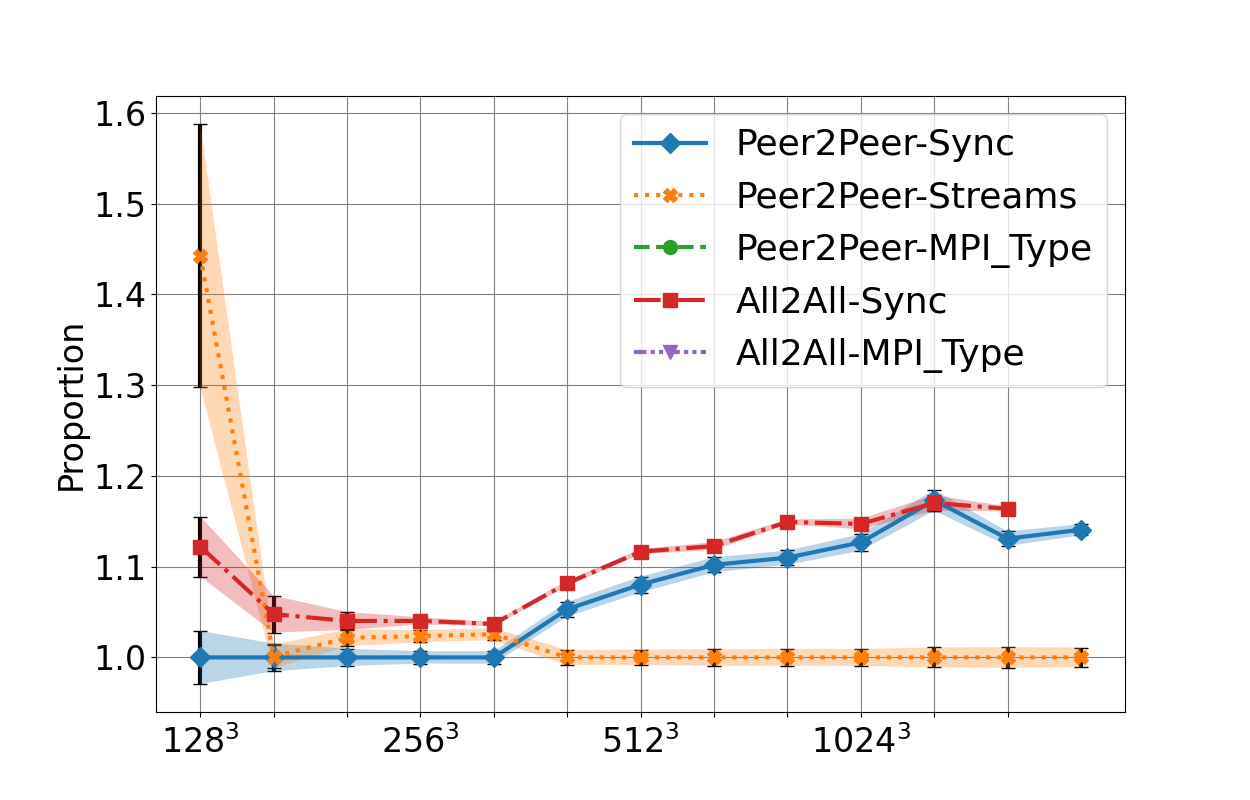 Proportion
1.6
1.5
1.4
1.3
1.2
1.1
1.0
Peer2Peer-Sync
Peer2Peer-Streams
Peer2Peer-MPI_Type
All2All-Sync
All2All-MPI_Type
128³
256³
512³
1024³